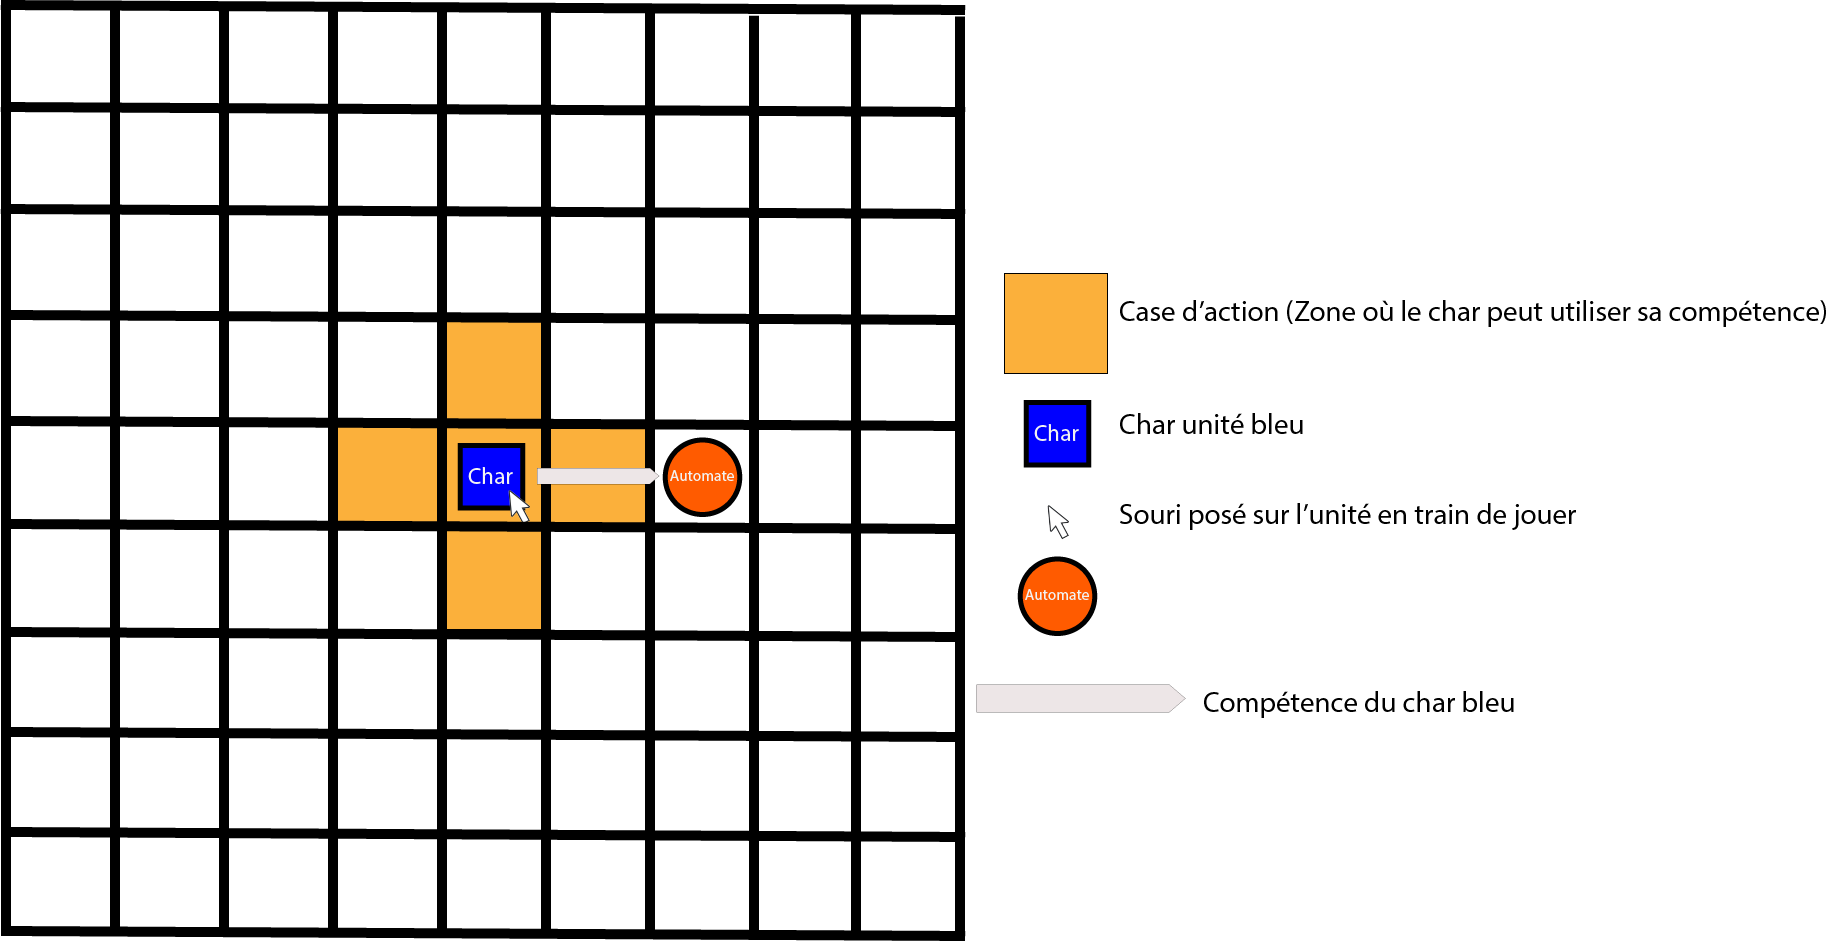 Case d’action (Zone où le char peut utiliser sa compétence)
Char
Char unité bleu
Char
Automate
Souri posé sur l’unité en train de jouer
Automate
Compétence du char bleu